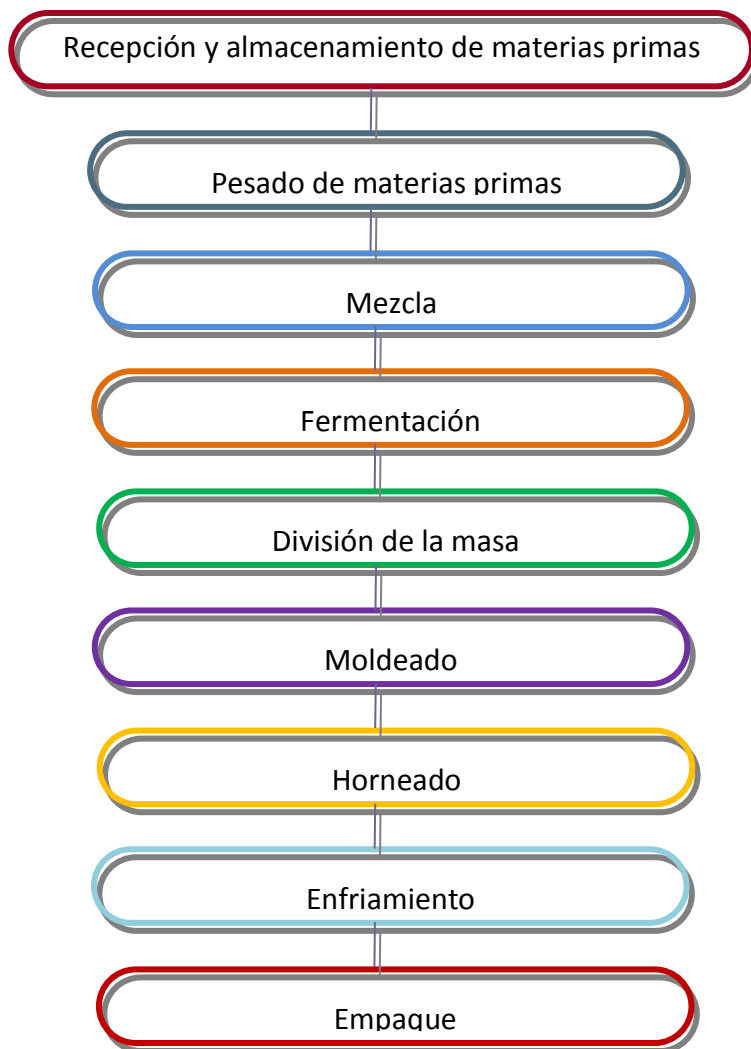 Recepción y almacenamiento de materias primas
Pesado de materias primas
Mezcla
Fermentación
División de la masa
Moldeado
Horneado
Enfriamiento
Empaque